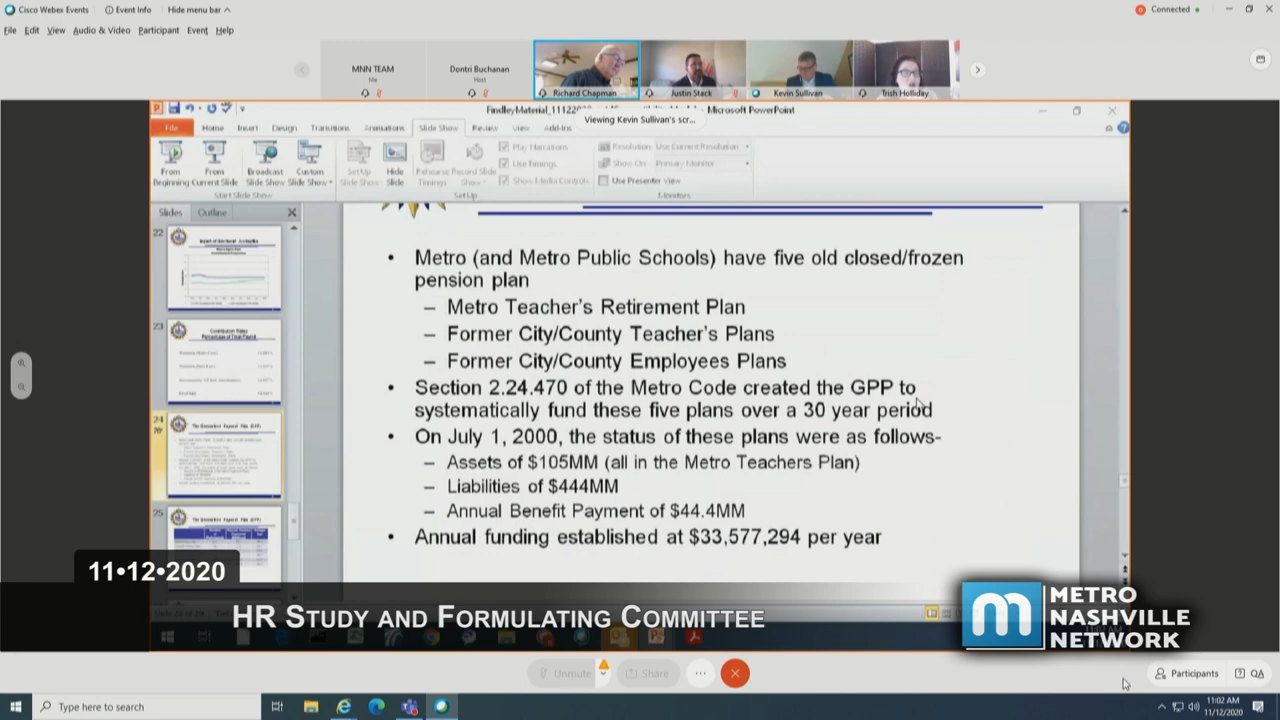 Cisco Webex Events
Event Info
Hide menu bar
Connected
File Edit View Audio & Video Participant Event Help
MNN TEAM
Me
Dontri Buchanan
Host
Richard Chapman
Justin Stack
Kevin Sullivan
Trish Holliday
Microsoft PowerPoint
Viewing Kevin Sullivan's scr...
File Home Insert Design Transitions Animations Slide Show Review View Add-Ins
From Beginning
From Current Slide
Broadcast Slide Show
Custom Slide Show
Set Up Slide Show
Hide Slide
Rehearse Timings
Record Slide Show
Play Narrations
Use Timings
Show Media Controls
Resolution: Use Current Resolution
Show On: Primary Monitor
Use Presenter View
Start Slide Show
Set Up
Monitors
Slides Outline
22
23
24
25
• Metro (and Metro Public Schools) have five old closed/frozen
pension plan
– Metro Teacher's Retirement Plan
– Former City/County Teacher's Plans
– Former City/County Employees Plans
• Section 2.24.470 of the Metro Code created the GPP to
systematically fund these five plans over a 30 year period
• On July 1, 2000, the status of these plans were as follows-
– Assets of $105MM (all in the Metro Teachers Plan)
– Liabilities of $444MM
– Annual Benefit Payment of $44.4MM
• Annual funding established at $33,577,294 per year
11•12•2020
HR STUDY AND FORMULATING COMMITTEE
METRO
NASHVILLE
NETWORK
Unmute
Share
Participants
Q&A
Type here to search
11:02 AM
11/12/2020